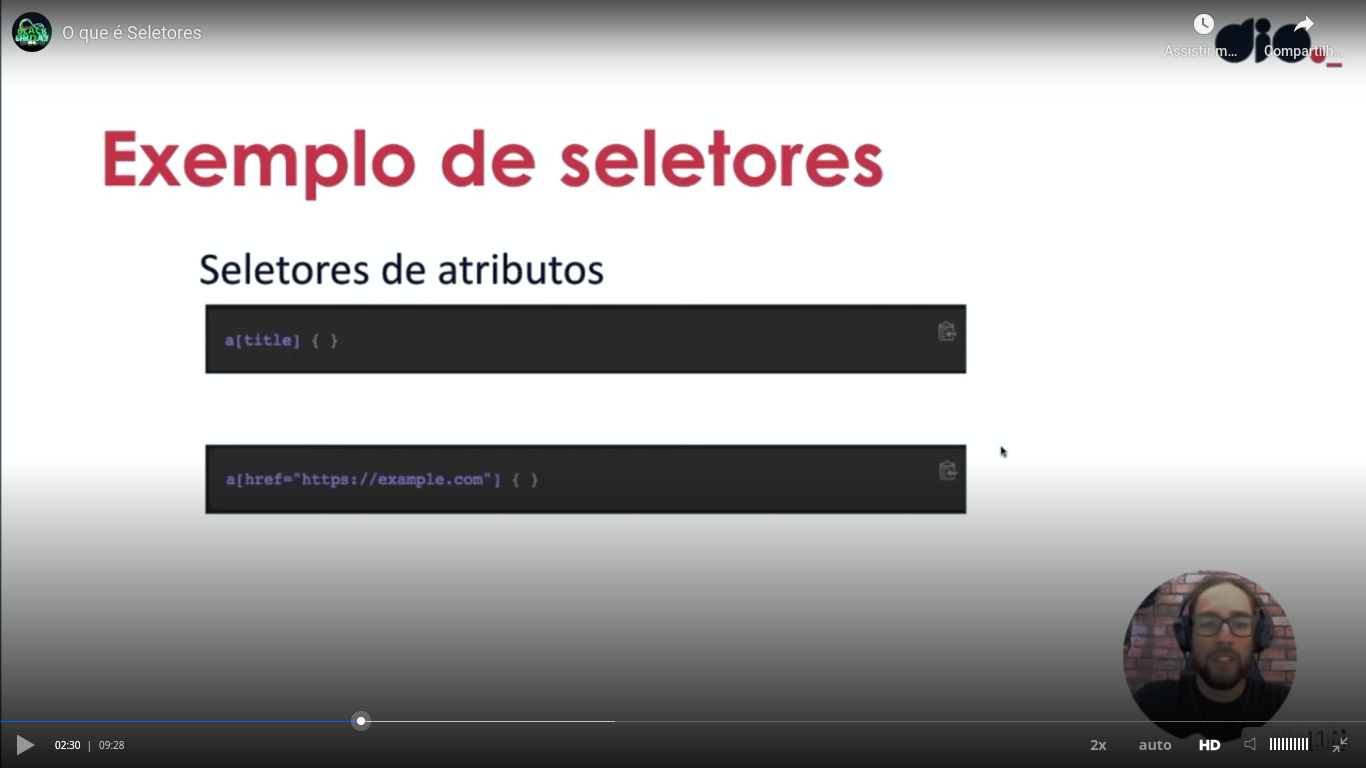 O que é Seletores
Assistir m...
Compartilh...
dio._
Exemplo de seletores
Seletores de atributos
a[title] { }
a[href="https://example.com"] { }
02:30 | 09:28
2x
auto
HD